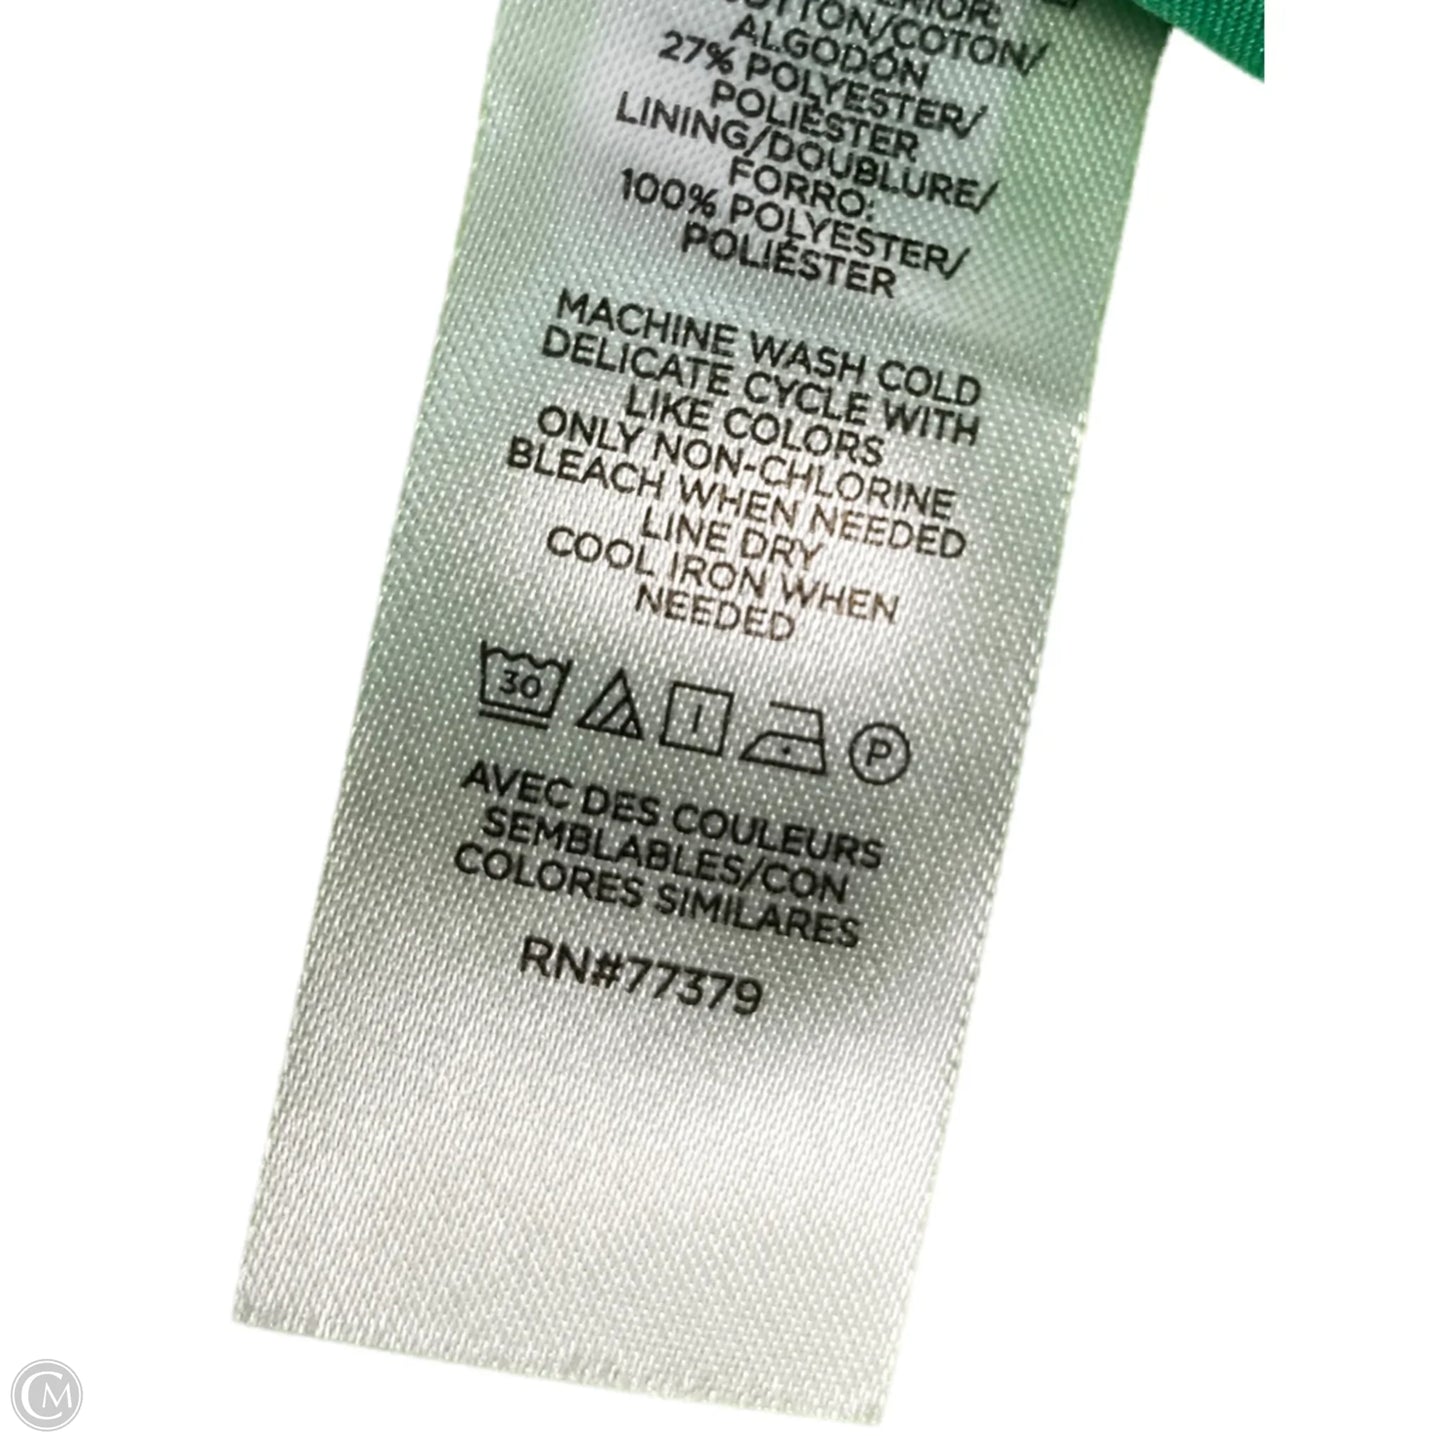 COTTON/COTON/
ALGODÓN
27% POLYESTER/
POLIÉSTER
LINING/DOUBLURE/
FORRO:
100% POLYESTER/
POLIÉSTER
MACHINE WASH COLD
DELICATE CYCLE WITH
LIKE COLORS
ONLY NON-CHLORINE
BLEACH WHEN NEEDED
LINE DRY
COOL IRON WHEN
NEEDED
30 P
AVEC DES COULEURS
SEMBLABLES/CON
COLORES SIMILARES
RN#77379
CM